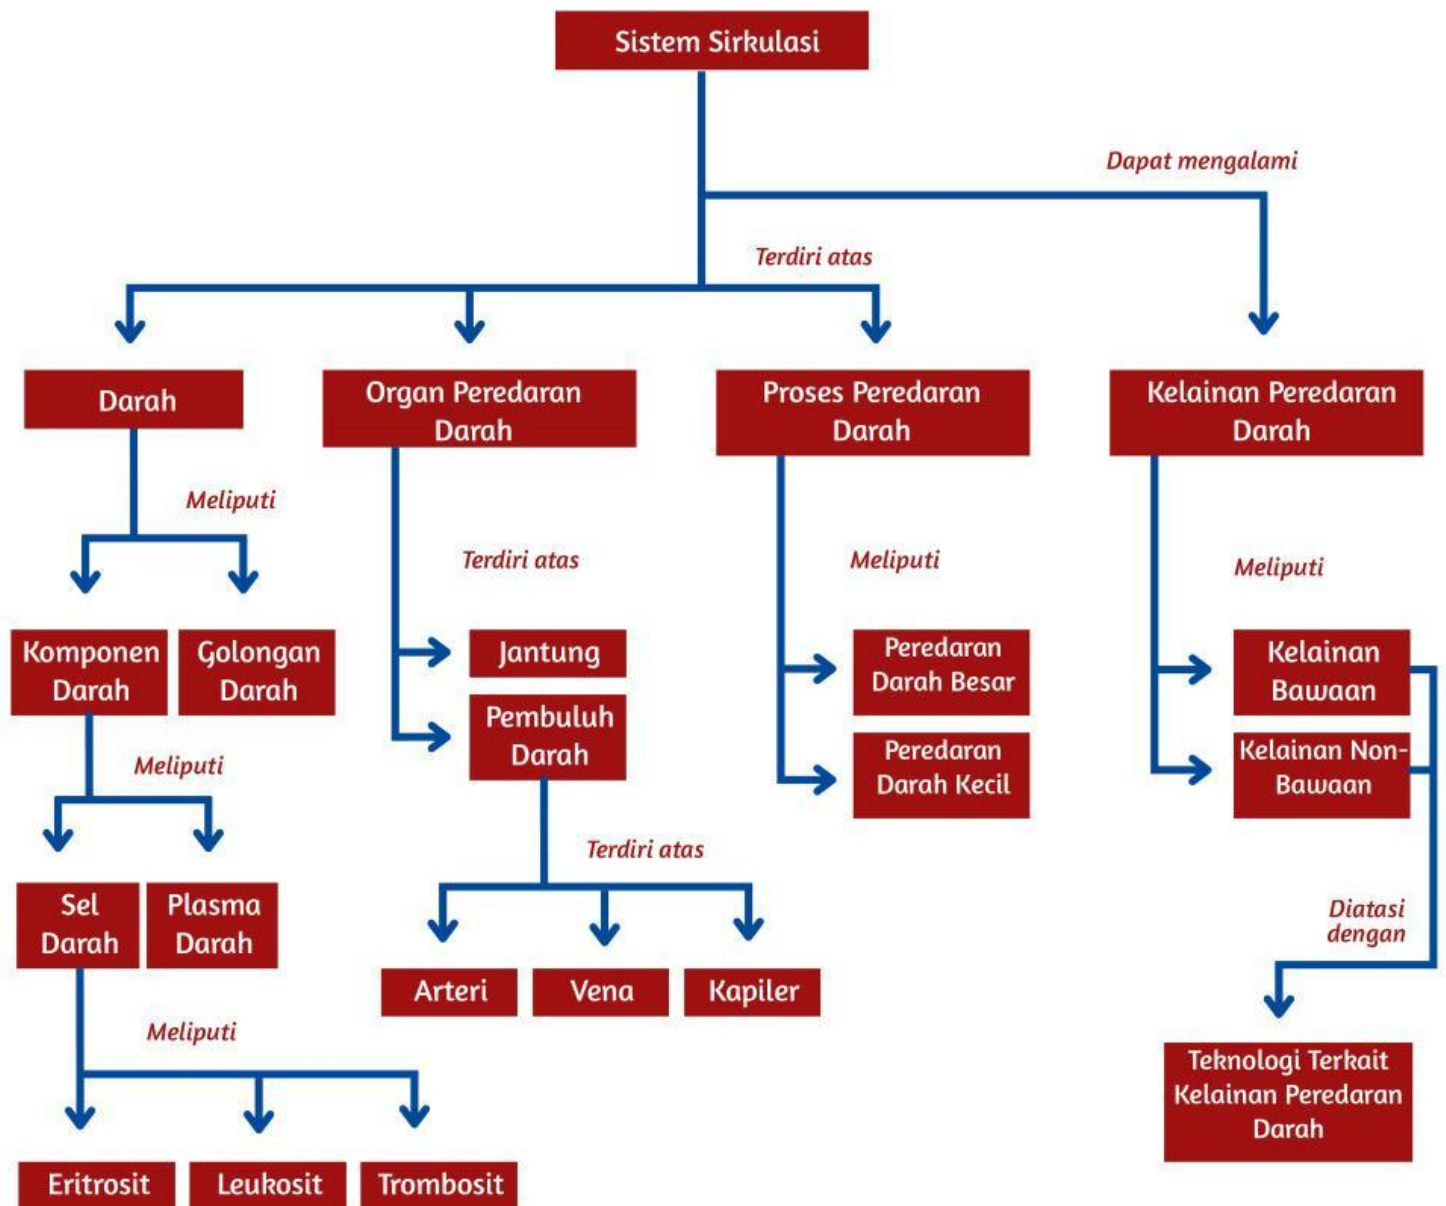 Sistem Sirkulasi
Dapat mengalami
Terdiri atas
Darah
Organ Peredaran
Darah
Proses Peredaran
Darah
Kelainan Peredaran
Darah
Meliputi
Terdiri atas
Meliputi
Meliputi
Komponen
Darah
Golongan
Darah
Jantung
Pembuluh
Darah
Peredaran
Darah Besar
Peredaran
Darah Kecil
Kelainan
Bawaan
Kelainan Non-
Bawaan
Meliputi
Terdiri atas
Sel
Darah
Plasma
Darah
Diatasi
dengan
Arteri
Vena
Kapiler
Meliputi
Teknologi Terkait
Kelainan Peredaran
Darah
Eritrosit
Leukosit
Trombosit